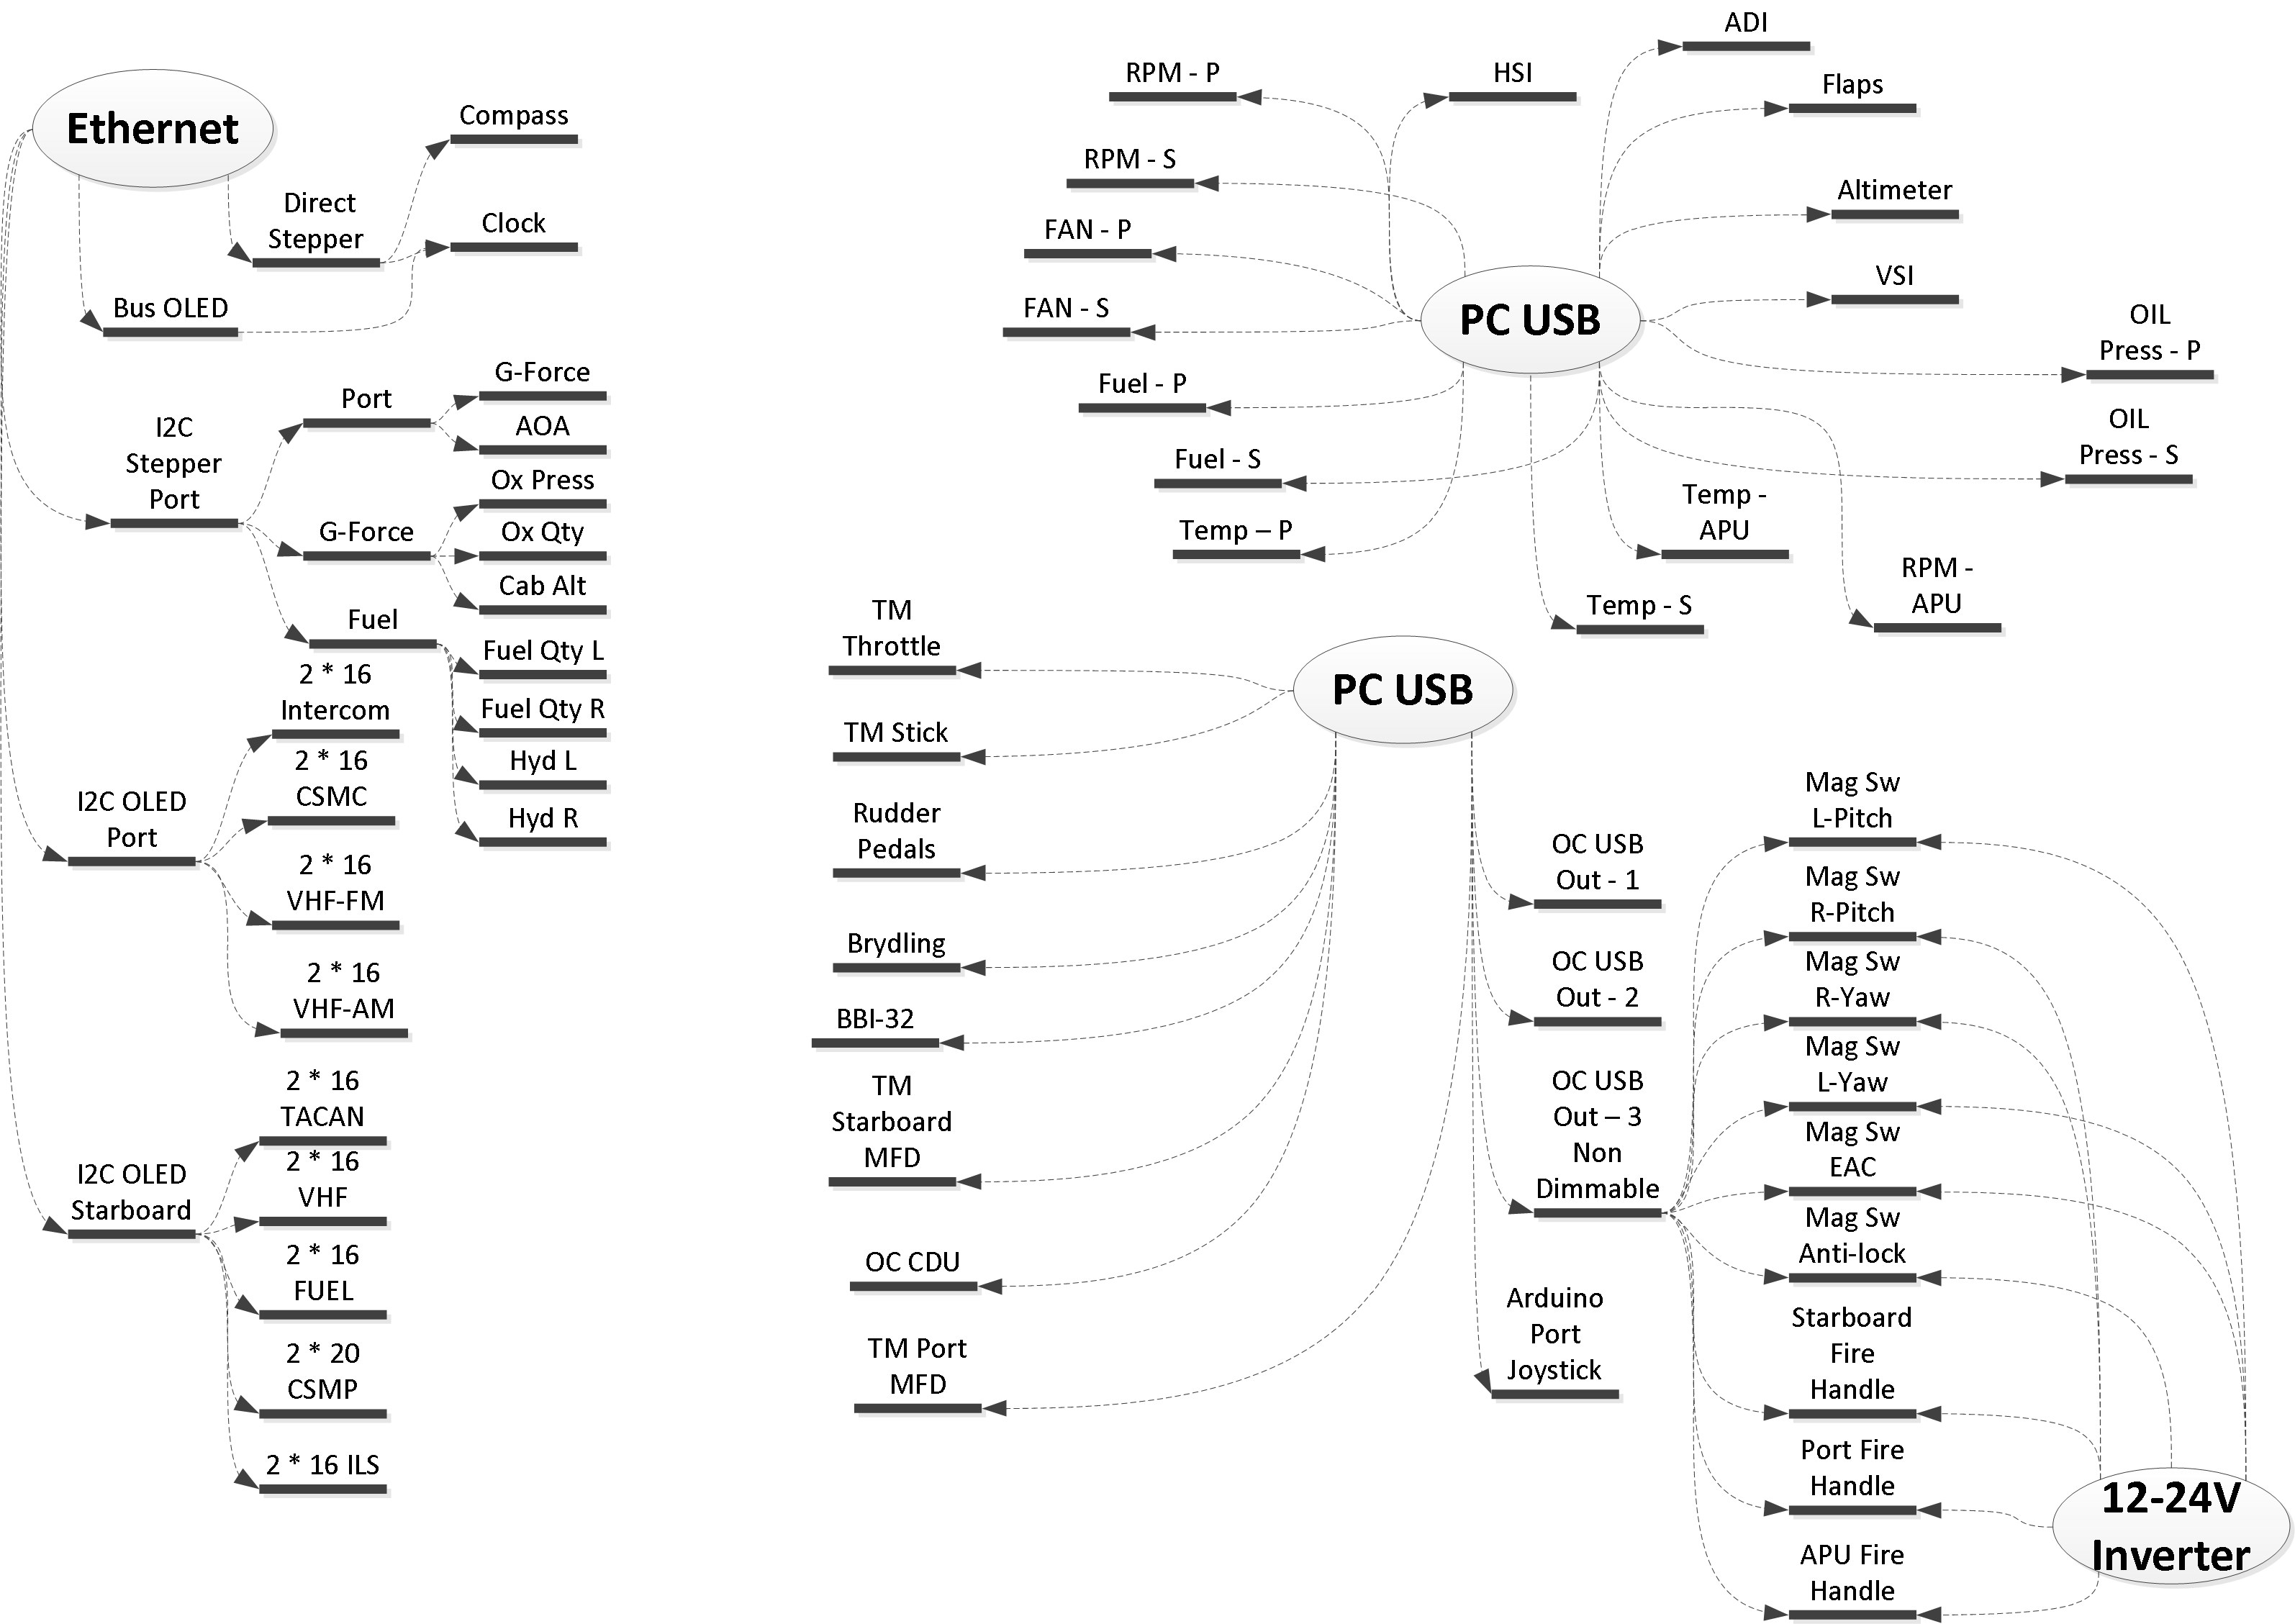 Ethernet
Compass
Direct
Stepper
Clock
Bus OLED
I2C
Stepper
Port
Port
G-Force
AOA
G-Force
Ox Press
Ox Qty
Cab Alt
Fuel
Fuel Qty L
Fuel Qty R
Hyd L
Hyd R
I2C OLED
Port
2 * 16
Intercom
2 * 16
CSMC
2 * 16
VHF-FM
2 * 16
VHF-AM
I2C OLED
Starboard
2 * 16
TACAN
2 * 16
VHF
2 * 16
FUEL
2 * 20
CSMP
2 * 16 ILS
PC USB
RPM - P
HSI
ADI
Flaps
RPM - S
Altimeter
FAN - P
VSI
FAN - S
OIL
Press - P
Fuel - P
OIL
Press - S
Fuel - S
Temp -
APU
Temp – P
RPM -
APU
Temp - S
PC USB
TM
Throttle
TM Stick
Rudder
Pedals
Brydling
BBI-32
TM
Starboard
MFD
OC CDU
TM Port
MFD
OC USB
Out - 1
OC USB
Out - 2
OC USB
Out – 3
Non
Dimmable
Arduino
Port
Joystick
Mag Sw
L-Pitch
Mag Sw
R-Pitch
Mag Sw
R-Yaw
Mag Sw
L-Yaw
Mag Sw
EAC
Mag Sw
Anti-lock
Starboard
Fire
Handle
Port Fire
Handle
APU Fire
Handle
12-24V
Inverter